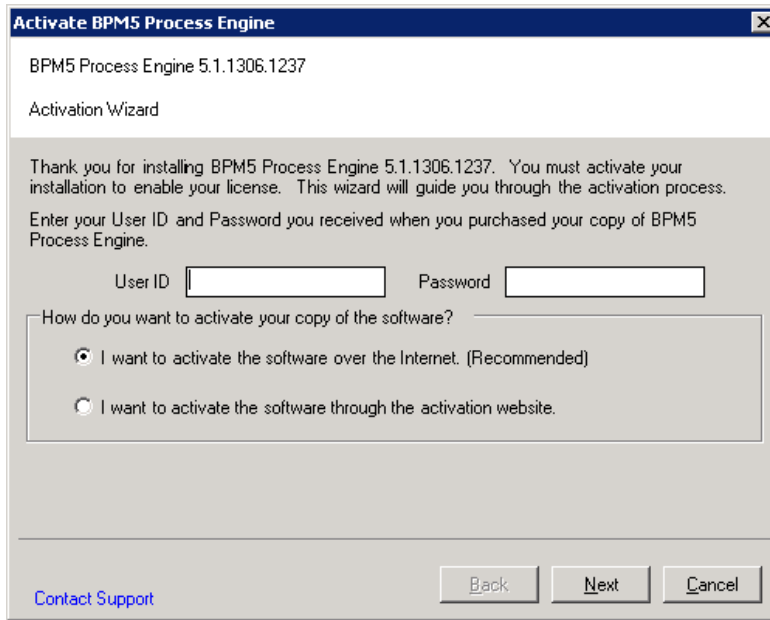 Activate BPM5 Process Engine
BPM5 Process Engine 5.1.1306.1237
Activation Wizard
Thank you for installing BPM5 Process Engine 5.1.1306.1237. You must activate your
installation to enable your license. This wizard will guide you through the activation process.
Enter your User ID and Password you received when you purchased your copy of BPM5
Process Engine.
User ID Password
How do you want to activate your copy of the software?
I want to activate the software over the Internet. (Recommended)
I want to activate the software through the activation website.
Contact Support Back Next Cancel